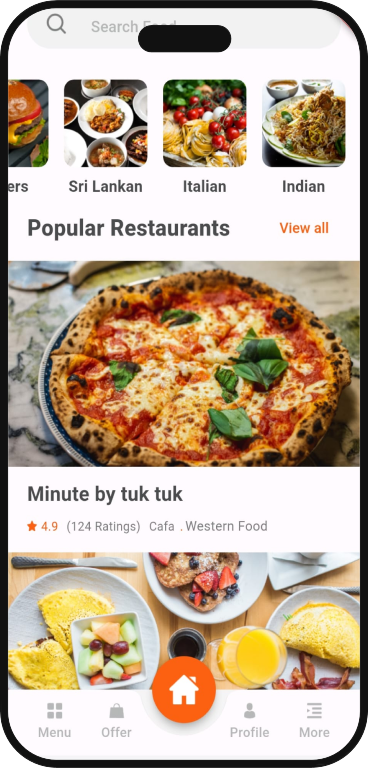 Search Food
ers
Sri Lankan
Italian
Indian
Popular Restaurants
View all
Minute by tuk tuk
4.9 (124 Ratings) Cafa . Western Food
Menu
Offer
Profile
More